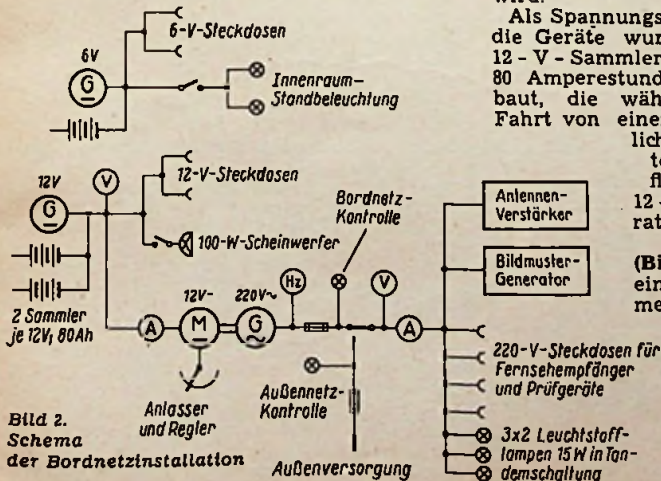 6-V-Steckdosen
6V
G
Innenraum-
Standbeleuchtung
12V
V
12-V-Steckdosen
G
100-W-Scheinwerfer
2 Sammler
je 12V, 80Ah
A
12V-
M
220V~
G
Hz
Bordnetz-
Kontrolle
V
A
Anlasser
und Regler
Außennetz-
Kontrolle
Außenversorgung
Antennen-
Verstärker
Bildmuster-
Generator
220-V-Steckdosen für
Fernsehempfänger
und Prüfgeräte
3x2 Leuchtstoff-
lampen 15W in Tan-
demschaltung
Bild 2.
Schema
der Bordnetzinstallation
wird.
Als Spannungs
die Geräte wur
12 - V - Sammler
80 Amperestund
baut, die wäh
Fahrt von eine
lich
te
fl
12 -
rat
(Bi
ein
me